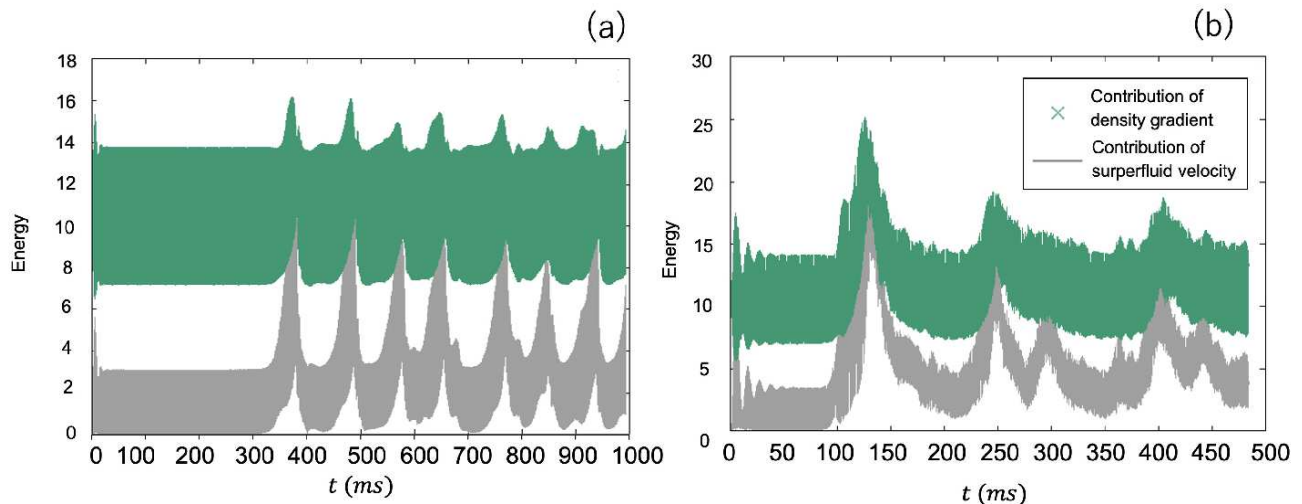 (a)
18
16
14
12
10
8
6
4
2
0
Energy
0 100 200 300 400 500 600 700 800 900 1000
t (ms)
(b)
30
25
20
15
10
5
0
Energy
Contribution of
density gradient
Contribution of
surperfluid velocity
0 50 100 150 200 250 300 350 400 450 500
t (ms)